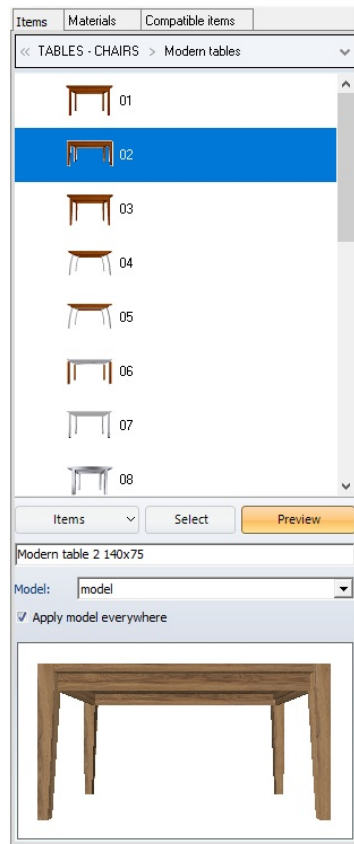 Items Materials Compatible items
« TABLES - CHAIRS > Modern tables
01
02
03
04
05
06
07
08
Items Select Preview
Modern table 2 140x75
Model: model
Apply model everywhere